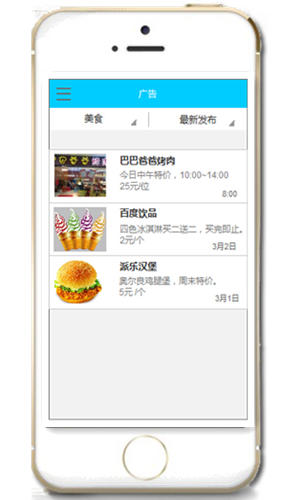 广告
美食
最新发布
巴巴爸爸烤肉
今日中午特价，10:00~14:00
25元/位
8:00
百度饮品
四色冰淇淋买二送二，买完即止。
2元/个
3月2日
派乐汉堡
奥尔良鸡腿堡，周末特价。
5元 /个
3月1日